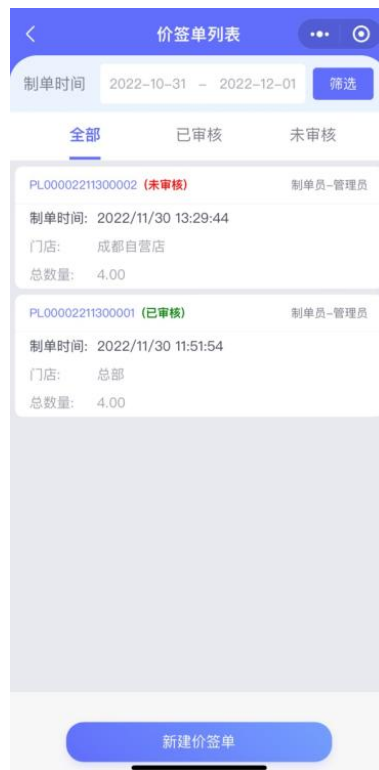 价签单列表
制单时间 2022-10-31 - 2022-12-01 筛选
全部 已审核 未审核
PL00002211300002 (未审核) 制单员-管理员
制单时间: 2022/11/30 13:29:44
门店: 成都自营店
总数量: 4.00
PL00002211300001 (已审核) 制单员-管理员
制单时间: 2022/11/30 11:51:54
门店: 总部
总数量: 4.00
新建价签单